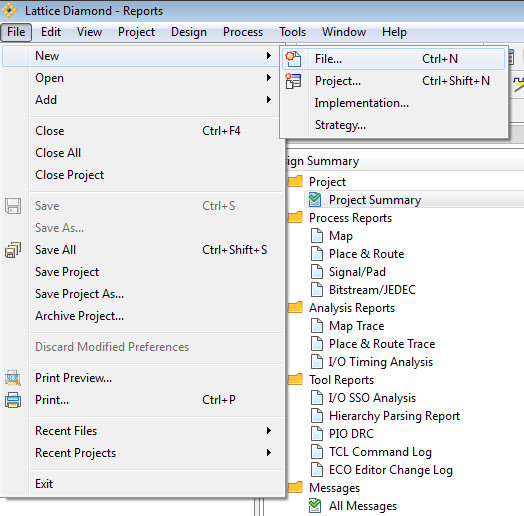 Lattice Diamond - Reports
File Edit View Project Design Process Tools Window Help
New
Open
Add
Close Ctrl+F4
Close All
Close Project
Save Ctrl+S
Save As...
Save All Ctrl+Shift+S
Save Project
Save Project As...
Archive Project...
Discard Modified Preferences
Print Preview...
Print... Ctrl+P
Recent Files
Recent Projects
Exit
File... Ctrl+N
Project... Ctrl+Shift+N
Implementation...
Strategy...
sign Summary
Project
Project Summary
Process Reports
Map
Place & Route
Signal/Pad
Bitstream/JEDEC
Analysis Reports
Map Trace
Place & Route Trace
I/O Timing Analysis
Tool Reports
I/O SSO Analysis
Hierarchy Parsing Report
PIO DRC
TCL Command Log
ECO Editor Change Log
Messages
All Messages